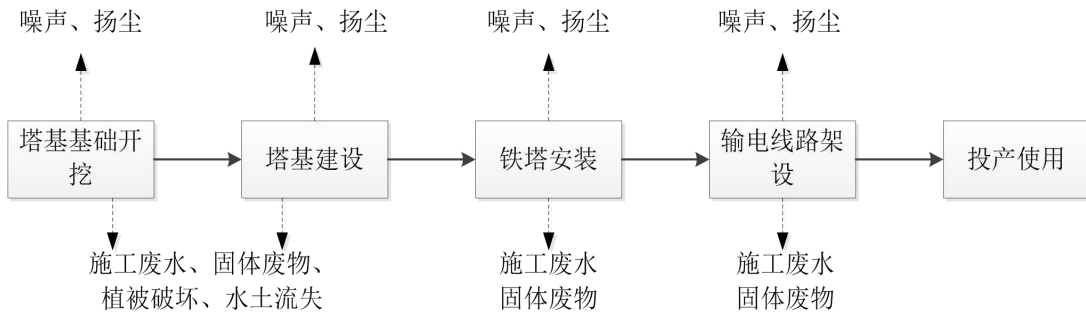 噪声、扬尘
噪声、扬尘
噪声、扬尘
噪声、扬尘
塔基基础开
挖
塔基建设
铁塔安装
输电线路架
设
投产使用
施工废水、固体废物、
植被破坏、水土流失
施工废水
固体废物
施工废水
固体废物